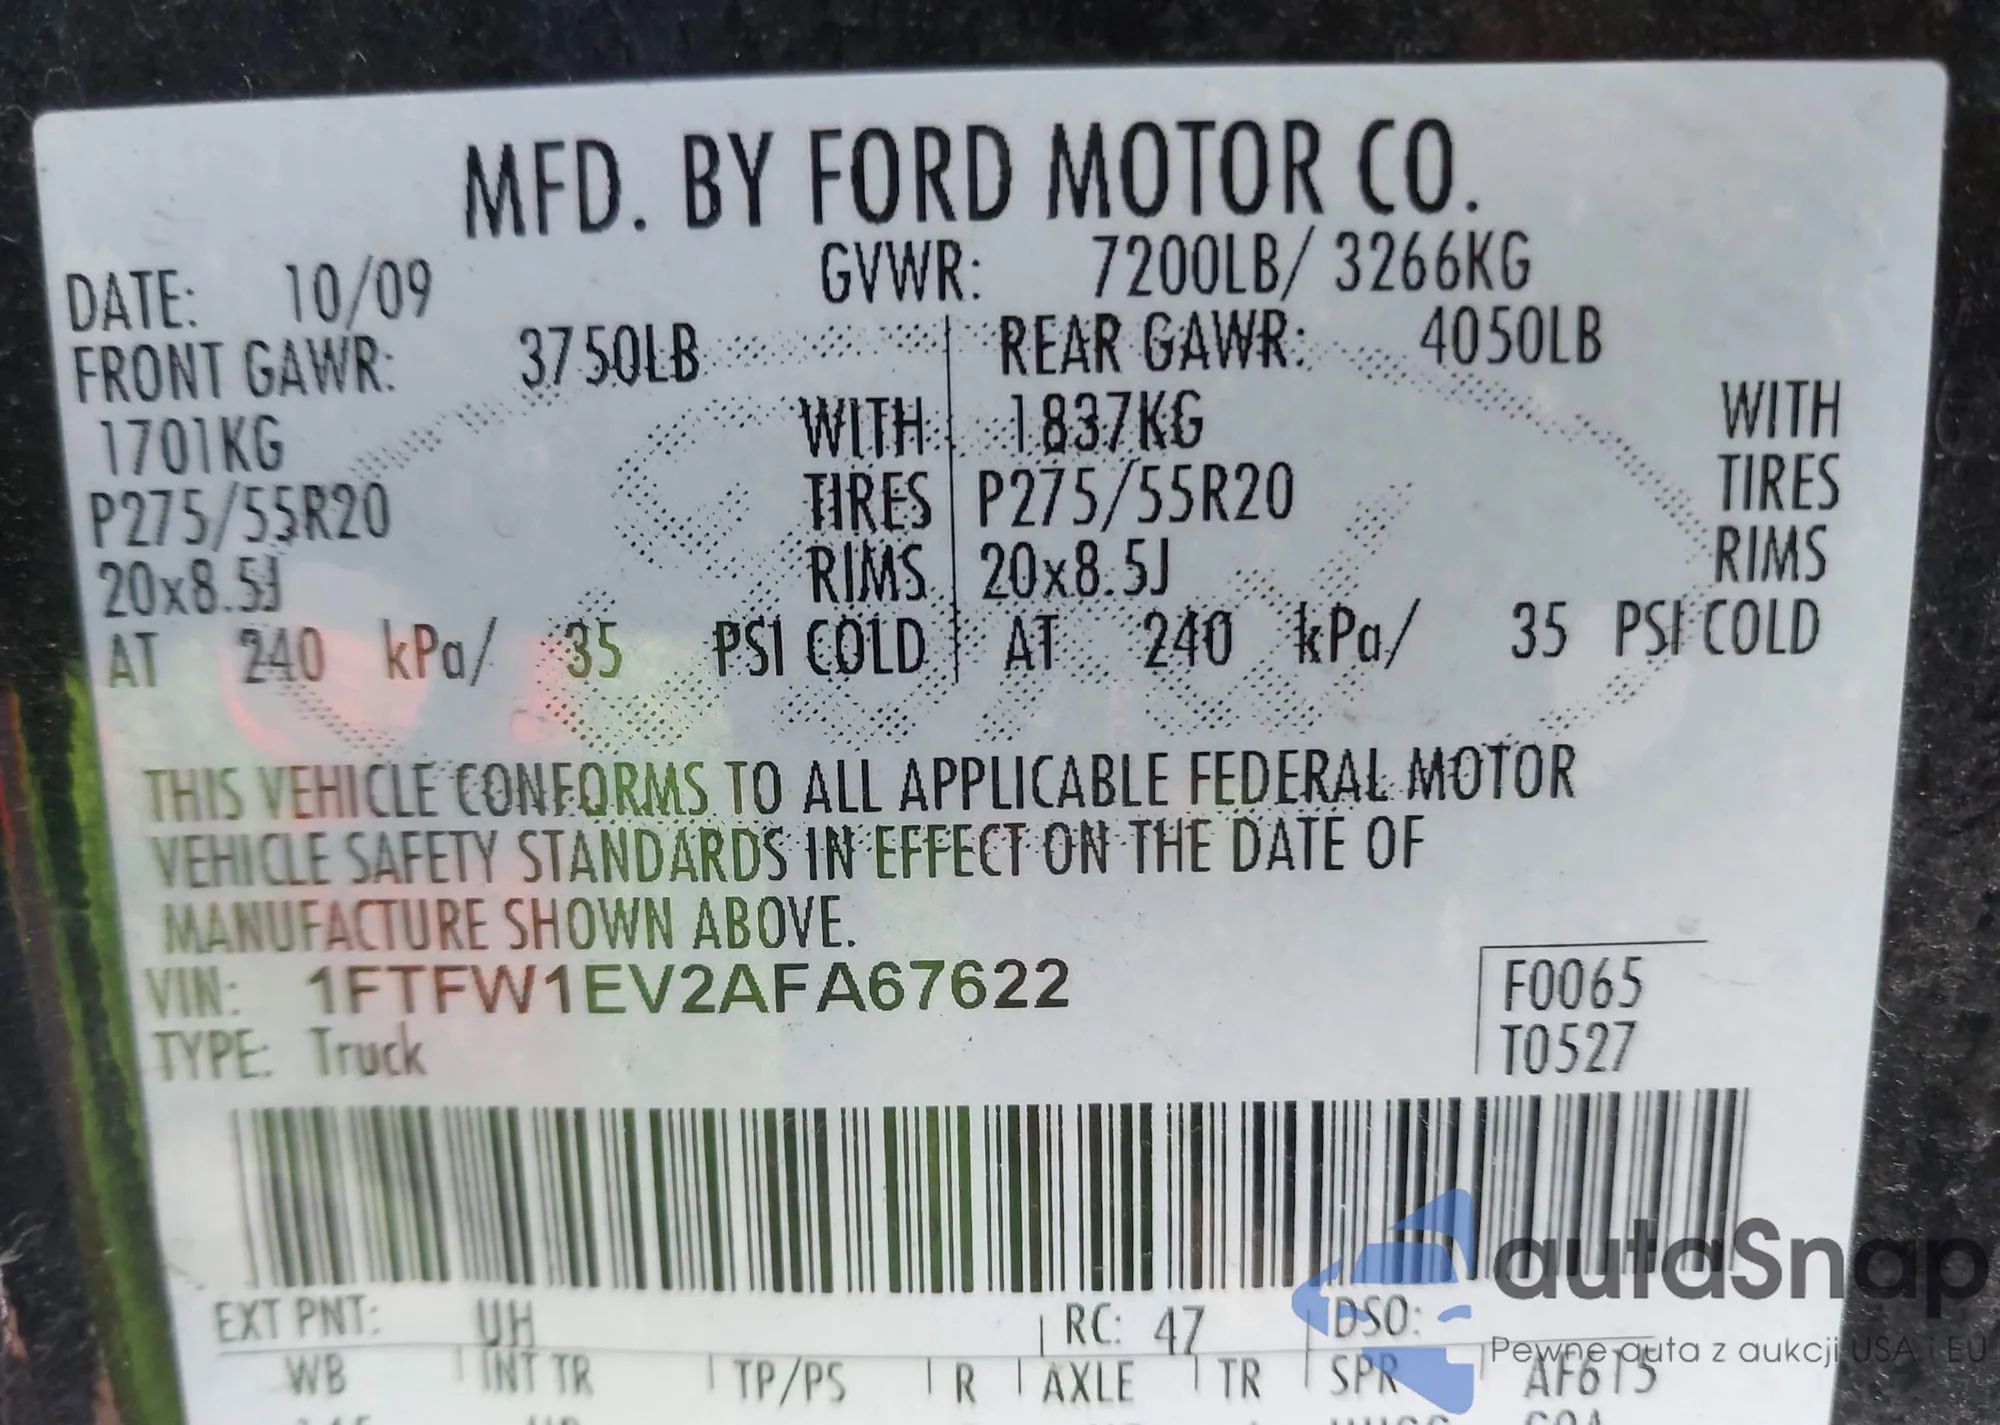 MFD. BY FORD MOTOR CO.
DATE: 10/09 GVWR: 7200LB/ 3266KG
FRONT GAWR: 3750LB REAR GAWR: 4050LB
1701KG WITH 1837KG WITH
P275/55R20 TIRES P275/55R20 TIRES
20x8.5J RIMS 20x8.5J RIMS
AT 240 kPa/ 35 PSI COLD AT 240 kPa/ 35 PSI COLD
THIS VEHICLE CONFORMS TO ALL APPLICABLE FEDERAL MOTOR
VEHICLE SAFETY STANDARDS IN EFFECT ON THE DATE OF
MANUFACTURE SHOWN ABOVE.
VIN: 1FTFW1EV2AFA67622
TYPE: Truck
F0065
T0527
EXT PNT: UH RC: 47 DSO:
WB INT TR TP/PS R AXLE TR SPR AF615
autaSnap
Pewne auta z aukcji USA i EU